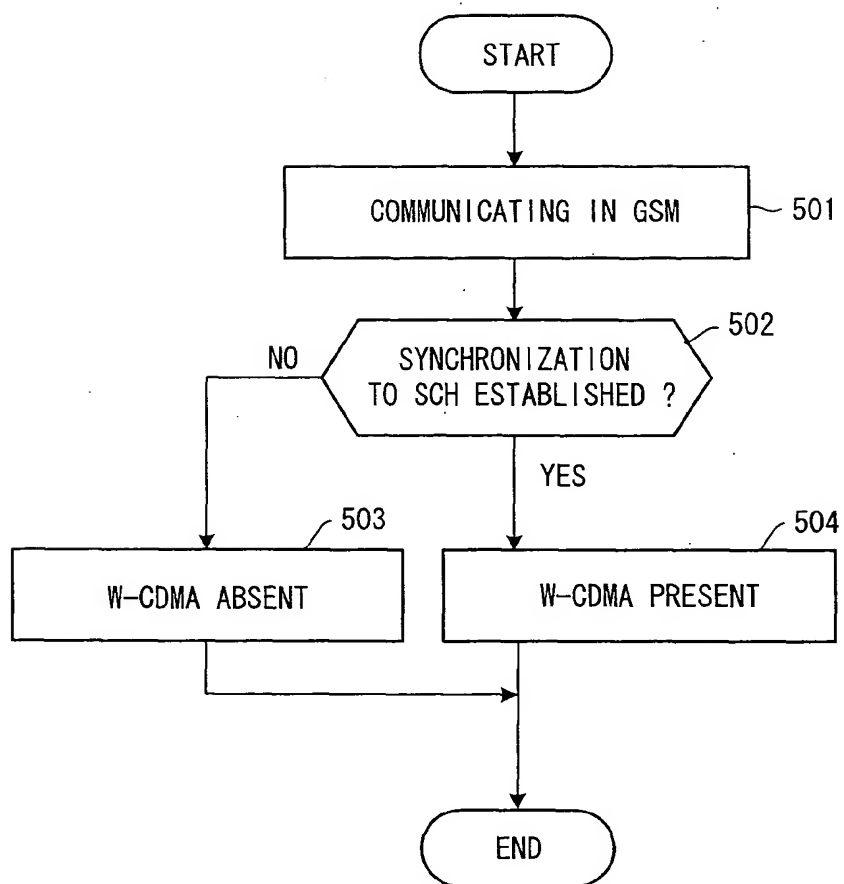 START
COMMUNICATING IN GSM
501
502
NO
SYNCHRONIZATION
TO SCH ESTABLISHED ?
YES
503
504
W-CDMA ABSENT
W-CDMA PRESENT
END